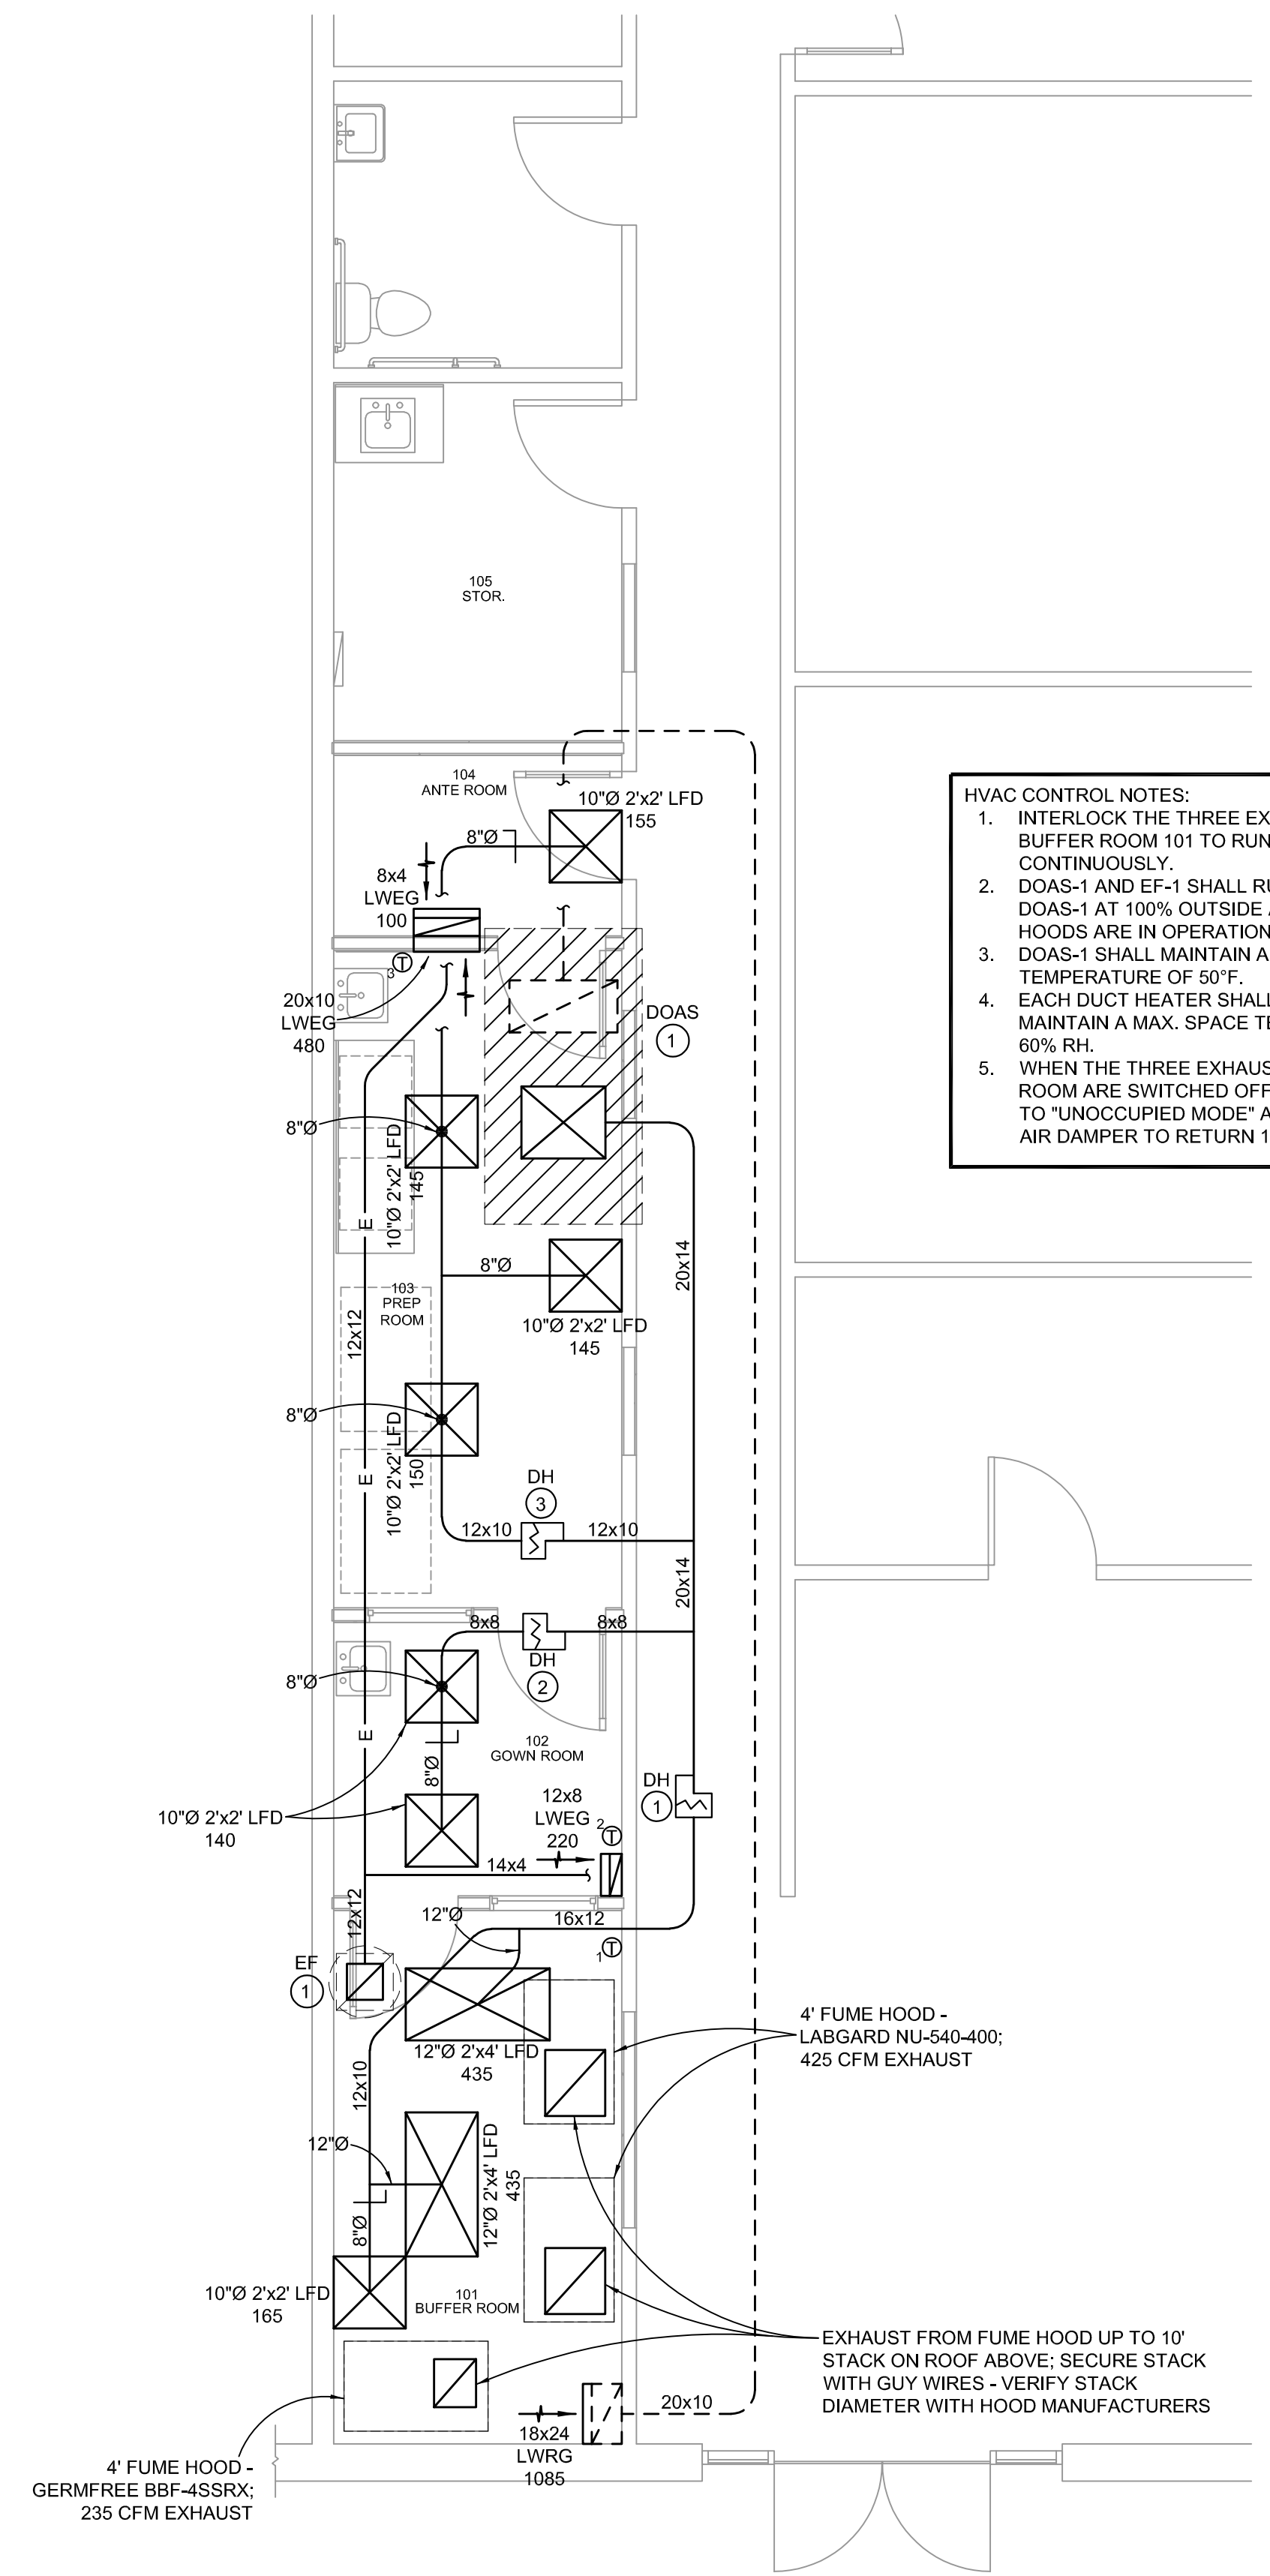 105
STOR.
104
ANTE ROOM
10"Ø 2'x2' LFD
155
8"Ø
8x4
LWEG
100
HVAC CONTROL NOTES:
1. INTERLOCK THE THREE EX
BUFFER ROOM 101 TO RUN
CONTINUOUSLY.
2. DOAS-1 AND EF-1 SHALL RU
DOAS-1 AT 100% OUTSIDE
HOODS ARE IN OPERATION
3. DOAS-1 SHALL MAINTAIN A
TEMPERATURE OF 50°F.
4. EACH DUCT HEATER SHALL
MAINTAIN A MAX. SPACE TE
60% RH.
5. WHEN THE THREE EXHAUS
ROOM ARE SWITCHED OFF
TO "UNOCCUPIED MODE" A
AIR DAMPER TO RETURN 1
3
T
20x10
LWEG
480
DOAS
1
8"Ø
10"Ø 2'x2' LFD
145
E
8"Ø
20x14
103
PREP
ROOM
12x12
10"Ø 2'x2' LFD
145
8"Ø
10"Ø 2'x2' LFD
150
E
DH
3
12x10
12x10
20x14
8x8
8x8
DH
2
8"Ø
E
102
GOWN ROOM
8"Ø
DH
1
10"Ø 2'x2' LFD
140
12x8
LWEG
220
2
T
14x4
12x12
12"Ø
16x12
1
T
EF
1
4' FUME HOOD -
LABGARD NU-540-400;
425 CFM EXHAUST
12"Ø 2'x4' LFD
435
12x10
12"Ø
12"Ø 2'x4' LFD
435
8"Ø
10"Ø 2'x2' LFD
165
101
BUFFER ROOM
EXHAUST FROM FUME HOOD UP TO 10'
STACK ON ROOF ABOVE; SECURE STACK
WITH GUY WIRES - VERIFY STACK
DIAMETER WITH HOOD MANUFACTURERS
20x10
18x24
LWRG
1085
4' FUME HOOD -
GERMFREE BBF-4SSRX;
235 CFM EXHAUST